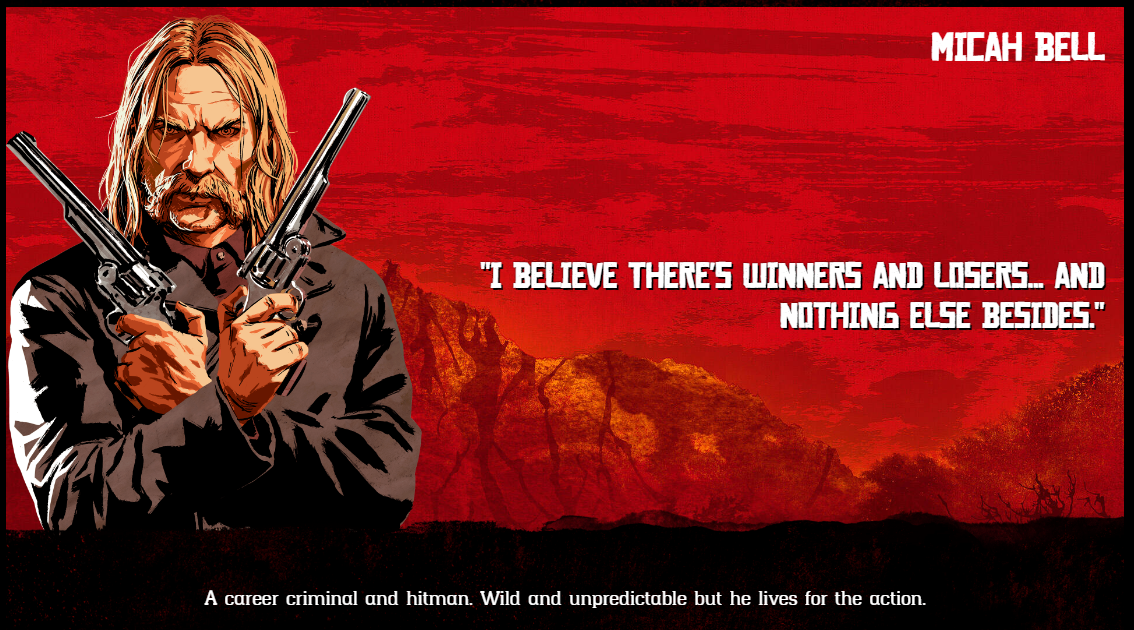 MICAH BELL
"I BELIEVE THERE'S WINNERS AND LOSERS... AND
NOTHING ELSE BESIDES."
A career criminal and hitman. Wild and unpredictable but he lives for the action.